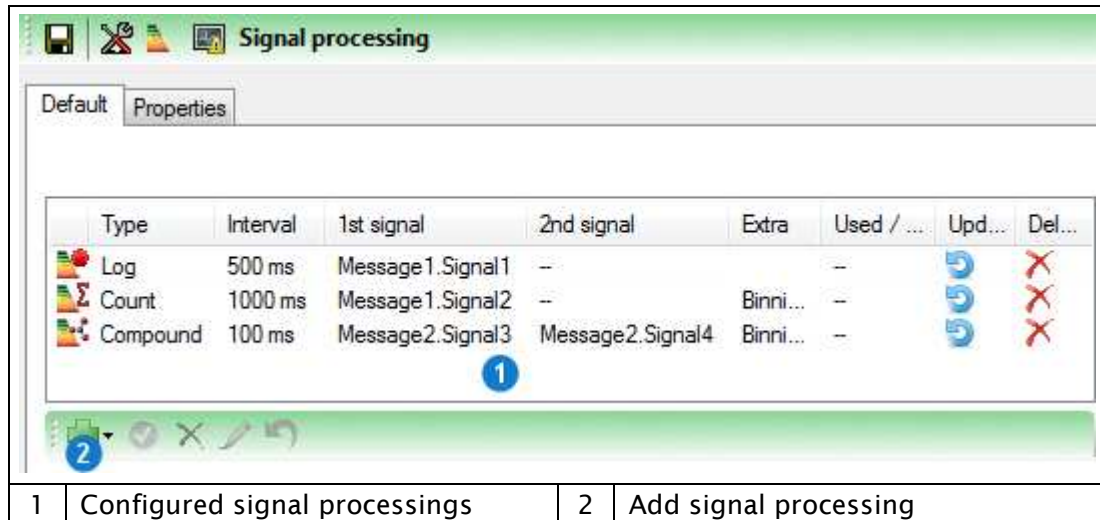 Signal processing
Default Properties
Type Interval 1st signal 2nd signal Extra Used / ... Upd... Del...
Log 500 ms Message1.Signal1 -- --
Count 1000 ms Message1.Signal2 -- Binni... --
Compound 100 ms Message2.Signal3 Message2.Signal4 Binni... --
1
2
1 Configured signal processings 2 Add signal processing